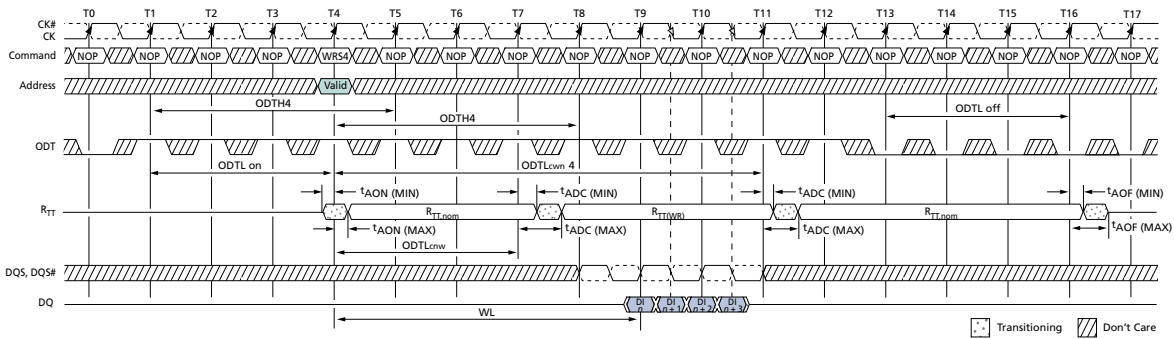 T0 T1 T2 T3 T4 T5 T6 T7 T8 T9 T10 T11 T12 T13 T14 T15 T16 T17
CK#
CK
Command NOP NOP NOP NOP WRS4 NOP NOP NOP NOP NOP NOP NOP NOP NOP NOP NOP NOP NOP
Address Valid
ODTH4 ODTL off
ODTH4
ODT
ODTL on ODTLcwn 4
tAON (MIN) tADC (MIN) tADC (MIN) tAOF (MIN)
RTT RTT,nom RTT(WR) RTT,nom
tAON (MAX) tADC (MAX) tADC (MAX) tAOF (MAX)
ODTLcnw
DQS, DQS#
DQ DI n DI n + 1 DI n + 2 DI n + 3
WL
Transitioning Don't Care